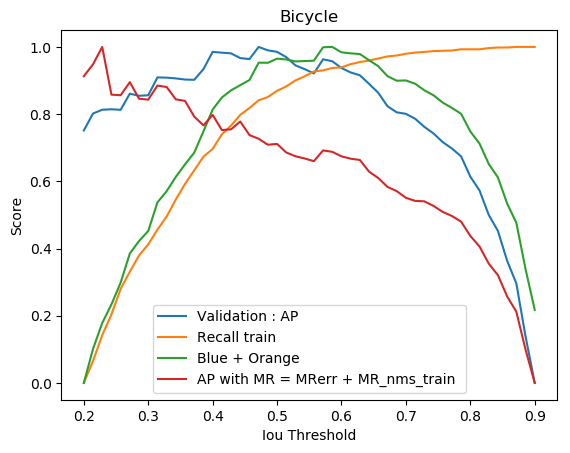 Bicycle
1.0
0.8
0.6
0.4
0.2
0.0
Score
Validation : AP
Recall train
Blue + Orange
AP with MR = MRerr + MR_nms_train
0.2 0.3 0.4 0.5 0.6 0.7 0.8 0.9
Iou Threshold